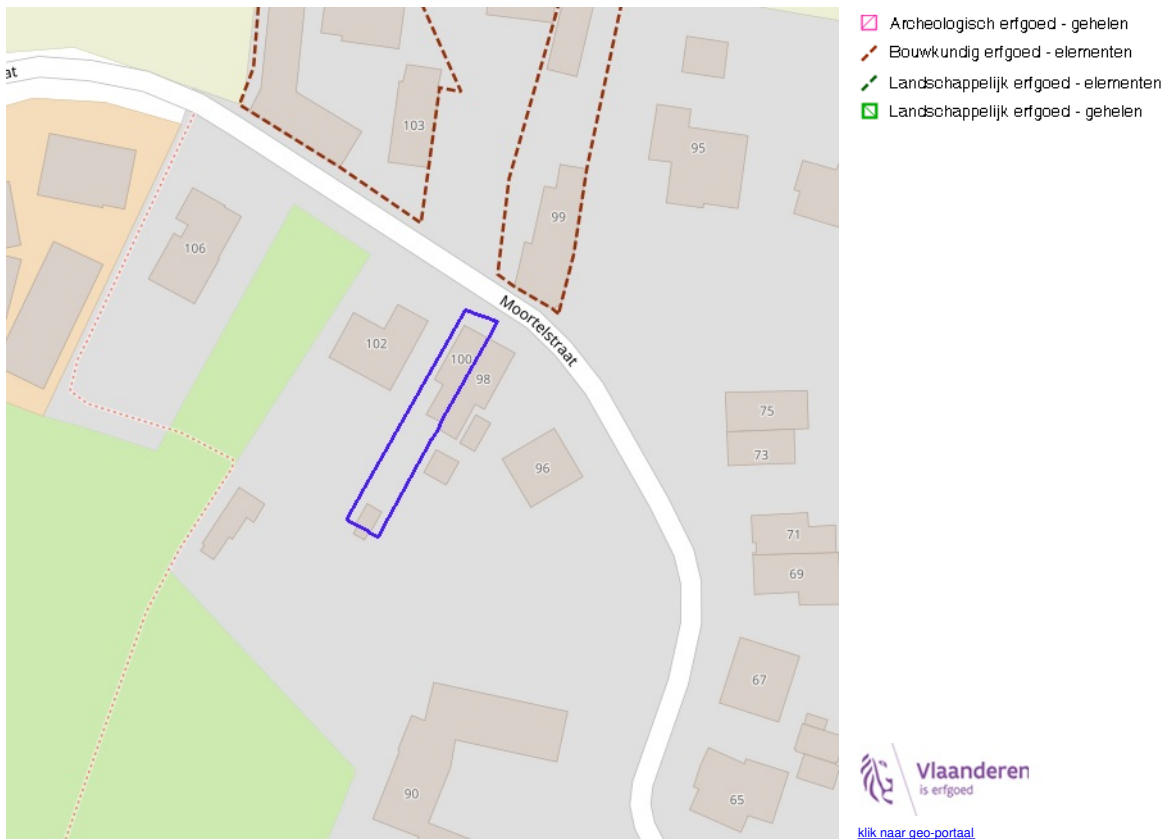 Archeologisch erfgoed - gehelen
Bouwkundig erfgoed - elementen
Landschappelijk erfgoed - elementen
Landschappelijk erfgoed - gehelen
at
103
95
99
106
Moortelstraat
102
100
98
96
75
73
71
69
67
90
65
Vlaanderen
is erfgoed
klik naar geo-portaal